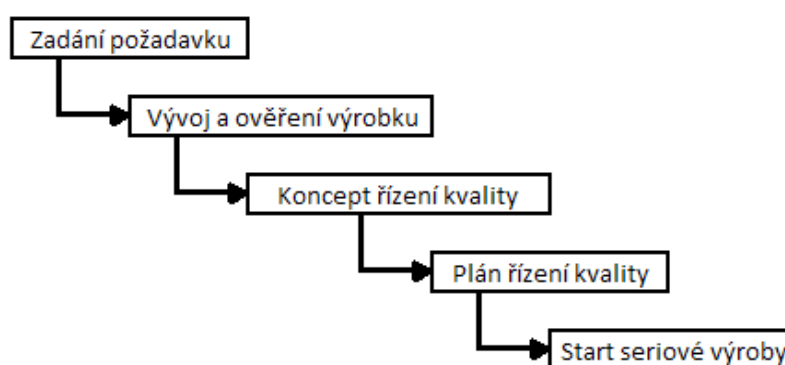 Zadání požadavku
Vývoj a ověření výrobku
Koncept řízení kvality
Plán řízení kvality
Start seriové výroby